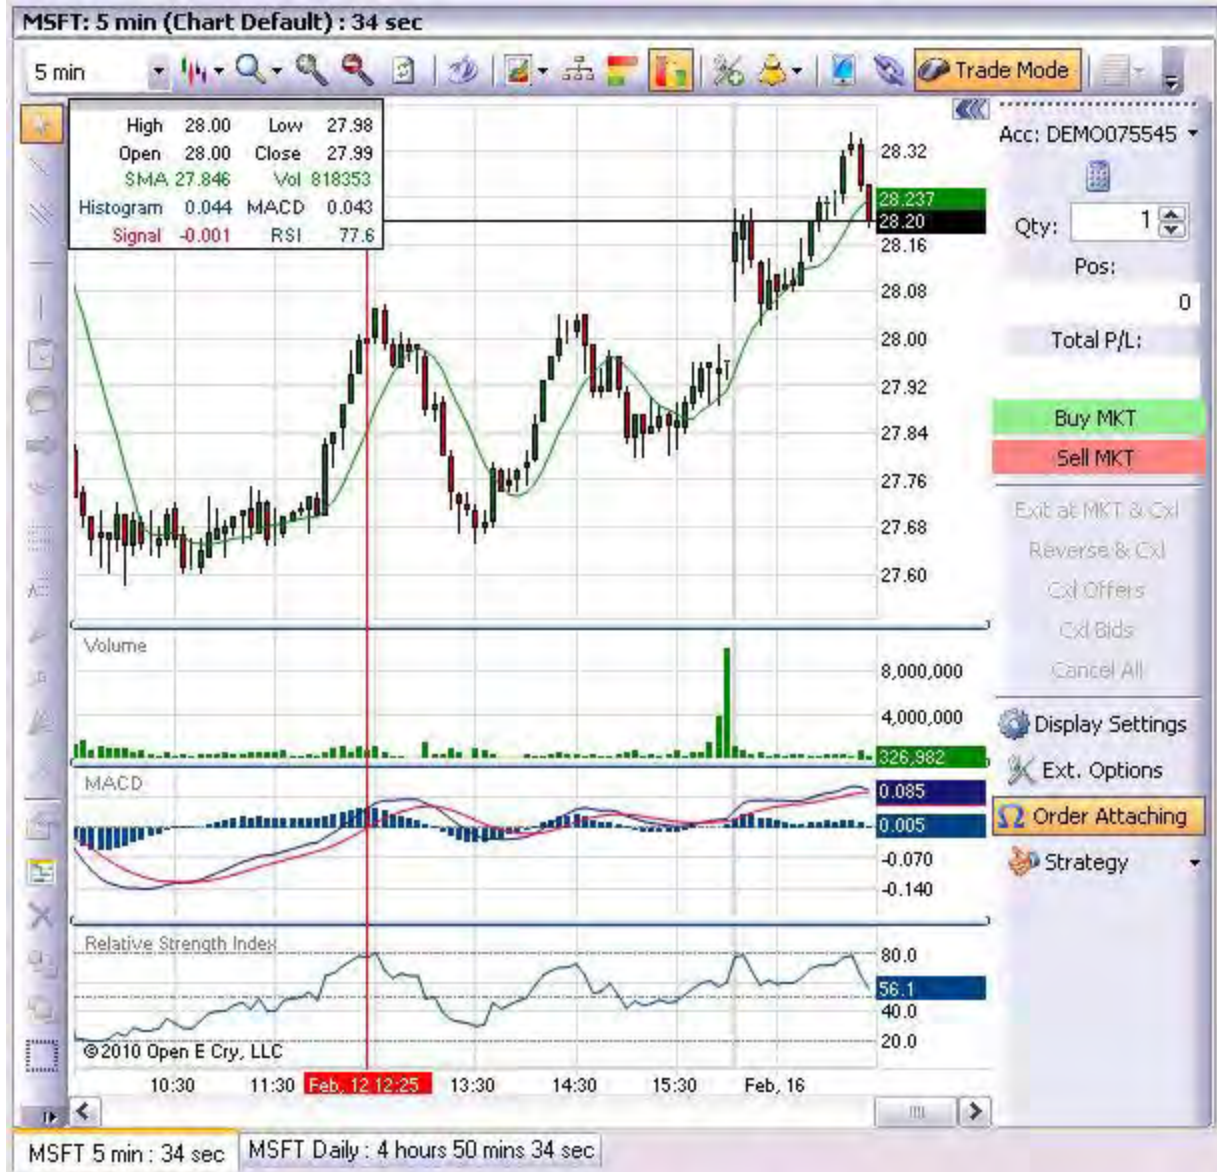 MSFT: 5 min (Chart Default) : 34 sec
5 min
Trade Mode
High 28.00 Low 27.98
Open 28.00 Close 27.99
SMA 27.846 Vol 818353
Histogram 0.044 MACD 0.043
Signal -0.001 RSI 77.6
28.32
28.237
28.20
28.16
28.08
28.00
27.92
27.84
27.76
27.68
27.60
Volume
8,000,000
4,000,000
326,982
MACD
0.085
0.005
-0.070
-0.140
Relative Strength Index
80.0
56.1
40.0
20.0
©2010 Open E Cry, LLC
10:30 11:30 Feb, 12 12:25 13:30 14:30 15:30 Feb, 16
Acc: DEMO075545
Qty: 1
Pos:
0
Total P/L:
Buy MKT
Sell MKT
Exit at MKT & Cxl
Reverse & Cxl
Cxl Offers
Cxl Bids
Cancel All
Display Settings
Ext. Options
Order Attaching
Strategy
MSFT 5 min : 34 sec MSFT Daily : 4 hours 50 mins 34 sec